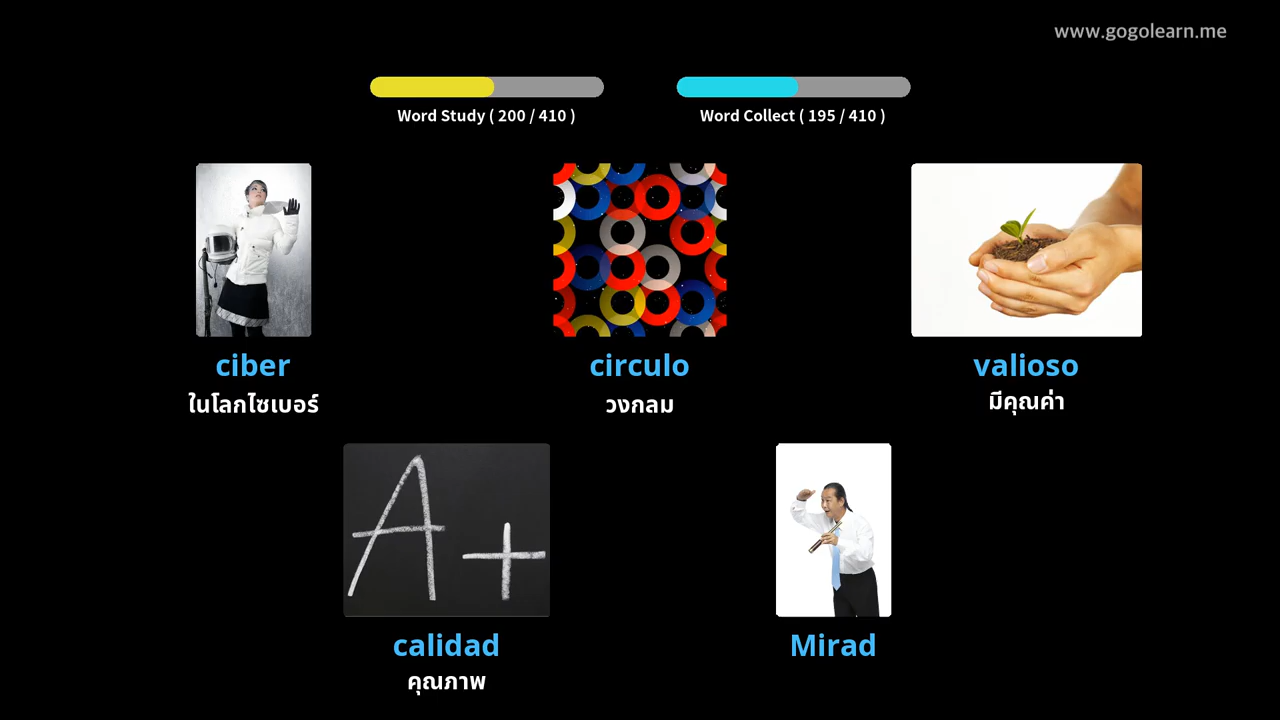 www.gogolearn.me
Word Study ( 200 / 410 )
Word Collect ( 195 / 410 )
ciber
ในโลกไซเบอร์
circulo
วงกลม
valioso
มีคุณค่า
A+
calidad
คุณภาพ
Mirad